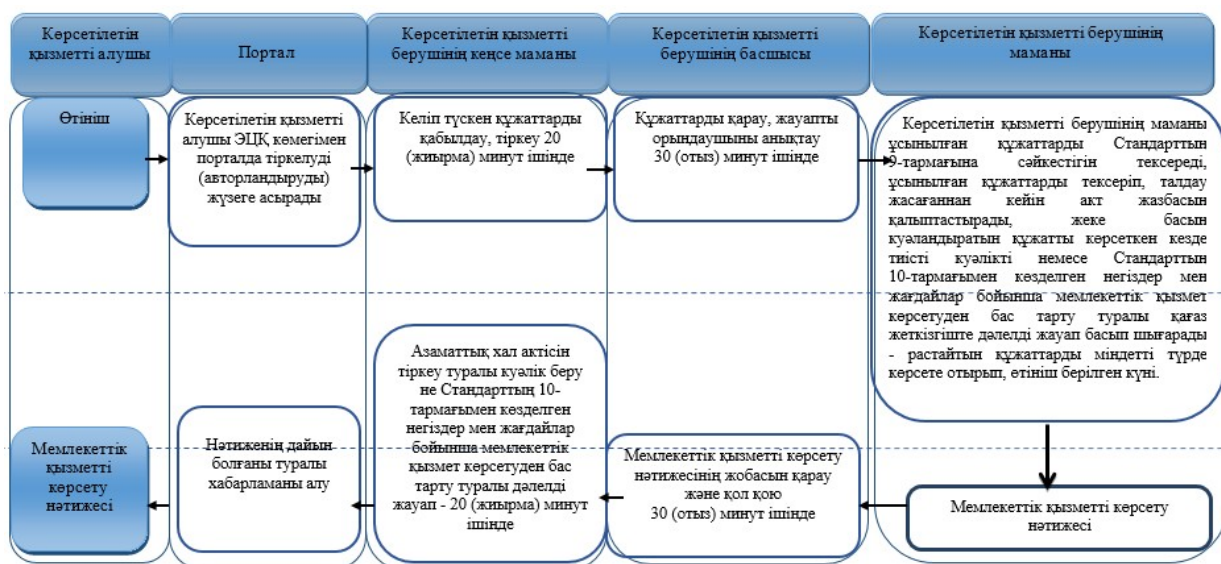 Көрсетілетін
қызметті алушы
Портал
Көрсетілетін қызметті
берушінің кеңсе маманы
Көрсетілетін қызметті
берушінің басшысы
Көрсетілетін қызметті берушінің
маманы
Өтініш
Көрсетілетін қызметті
алушы ЭЦҚ көмегімен
порталда тіркелуді
(авторландыруды)
жүзеге асырады
Келіп түскен құжаттарды
қабылдау, тіркеу 20
(жиырма) минут ішінде
Құжаттарды қарау, жауапты
орындаушыны анықтау
30 (отыз) минут ішінде
Көрсетілетін қызметті берушінің маманы
ұсынылған құжаттарды Стандарттын
9-тармағына сәйкестігін тексереді,
ұсынылған құжаттарды тексеріп, талдау
жасағаннан кейін акт жазбасын
қалыптастырады, жеке басын
куәландыратын құжатты көрсеткен кезде
тиісті куәлікті немесе Стандарттын
10-тармағымен көзделген негіздер мен
жағдайлар бойынша мемлекеттік қызмет
көрсетуден бас тарту туралы қағаз
жеткізгіште дәлелді жауап басып шығарады
- растайтын құжаттарды міндетті түрде
көрсете отырып, өтініш берілген күні.
Мемлекеттік
қызметті
көрсету
нәтижесі
Нәтиженің дайын
болғаны туралы
хабарламаны алу
Азаматтық хал актісін
тіркеу туралы куәлік беру
не Стандарттың 10-
тармағымен көзделген
негіздер мен жағдайлар
бойынша мемлекеттік
қызмет көрсетуден бас
тарту туралы дәлелді
жауап - 20 (жиырма) минут
ішінде
Мемлекеттік қызметті көрсету
нәтижесінің жобасын қарау
және қол қою
30 (отыз) минут ішінде
Мемлекеттік қызметті көрсету
нәтижесі